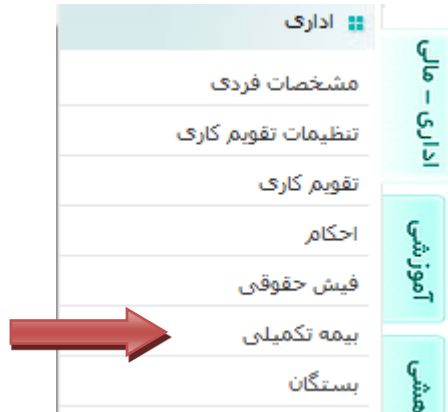 اداری
مشخصات فردی
تنظیمات تقویم کاری
تقویم کاری
احکام
فیش حقوقی
بیمه تکمیلی
بستگان
اداری - مالی
آموزشی